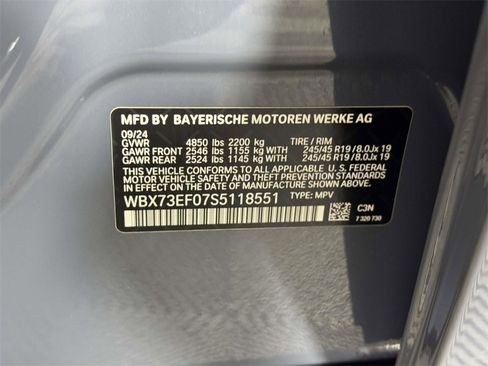 MFD BY BAYERISCHE MOTOREN WERKE AG
09/24
GVWR 4850 lbs 2200 kg TIRE / RIM
GAWR FRONT 2546 lbs 1155 kg 245/45 R19 / 8.0Jx 19
GAWR REAR 2524 lbs 1145 kg 245/45 R19 / 8.0Jx 19
THIS VEHICLE CONFORMS TO ALL APPLICABLE U. S. FEDERAL
MOTOR VEHICLE SAFETY, BUMPER, AND THEFT PREVENTION
STANDARDS IN EFFECT ON THE DATE OF MANUFACTURE
SHOWN ABOVE.
WBX73EF07S5118551 TYPE: MPV
C3N
7 320 730